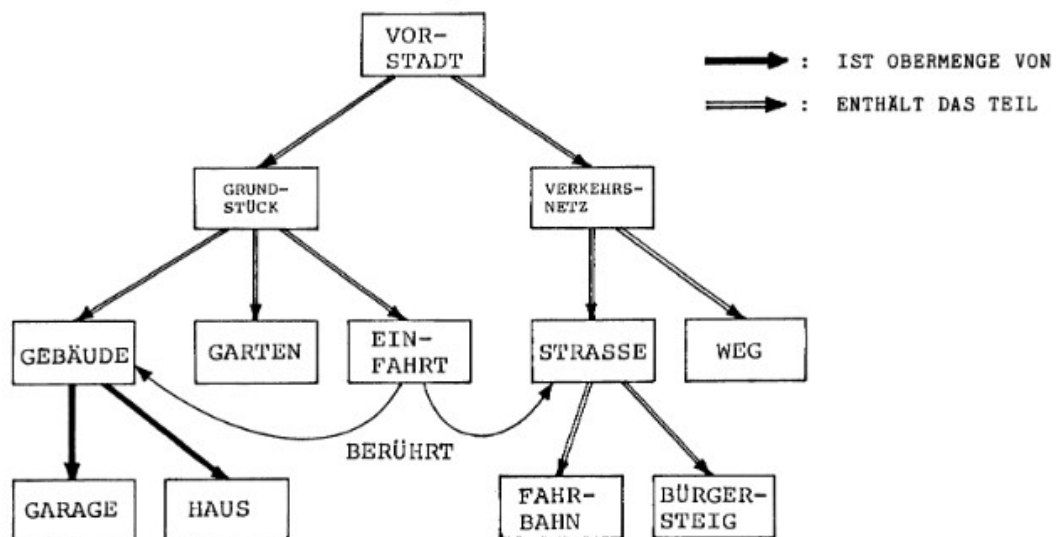 VOR-
STADT
: IST OBERMENGE VON
: ENTHÄLT DAS TEIL
GRUND-
STÜCK
VERKEHRS-
NETZ
GEBÄUDE
GARTEN
EIN-
FAHRT
STRASSE
WEG
BERÜHRT
GARAGE
HAUS
FAHR-
BAHN
BÜRGER-
STEIG